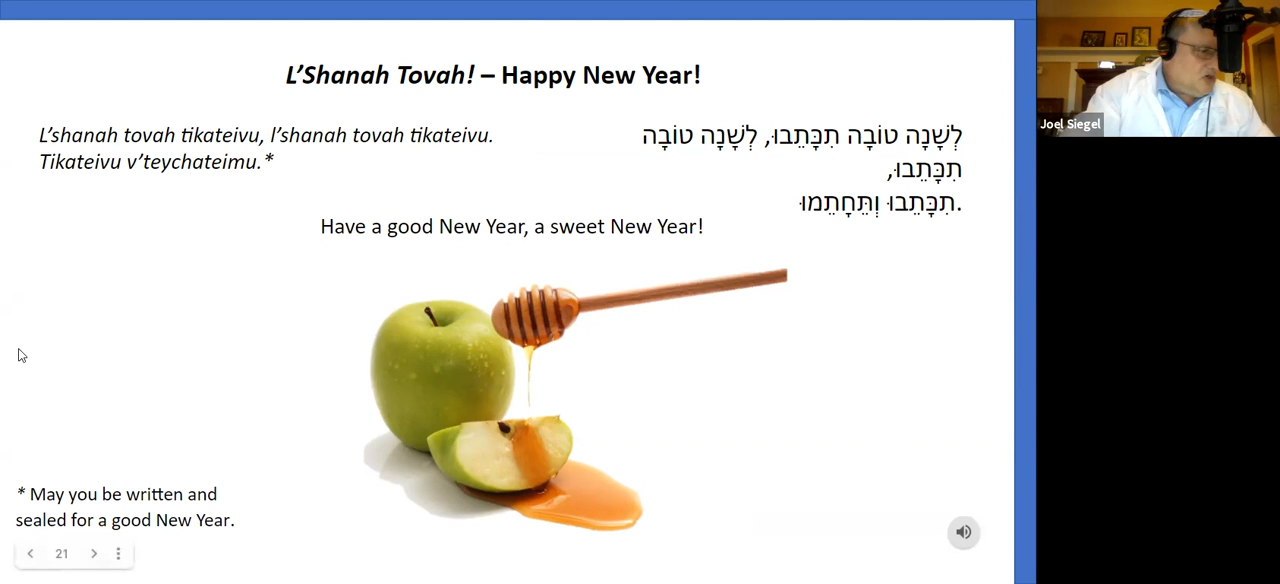 L'Shanah Tovah! – Happy New Year!
L'shanah tovah tikateivu, l'shanah tovah tikateivu.
Tikateivu v'teychateimu.*
לְשָׁנָה טוֹבָה תִּכָּתֵבוּ, לְשָׁנָה טוֹבָה
תִּכָּתֵבוּ,
.תִּכָּתֵבוּ וְתֵּחָתֵמוּ
Have a good New Year, a sweet New Year!
* May you be written and
sealed for a good New Year.
21
Joel Siegel